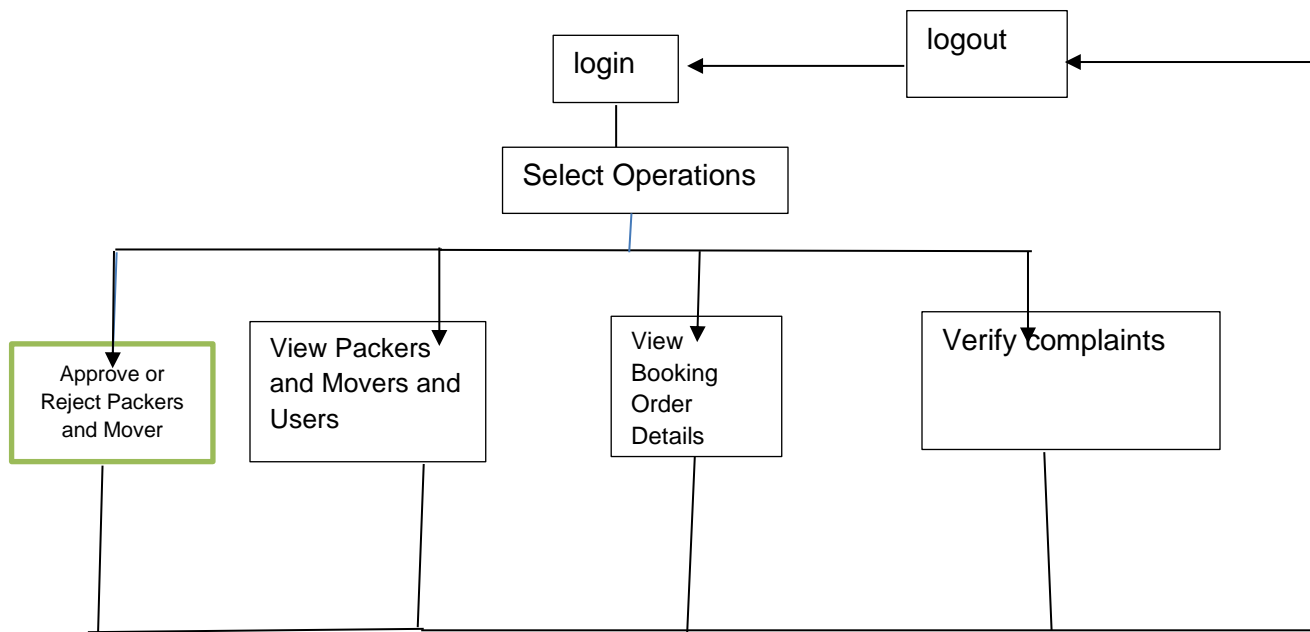 login
logout
Select Operations
Approve or
Reject Packers
and Mover
View Packers
and Movers and
Users
View
Booking
Order
Details
Verify complaints